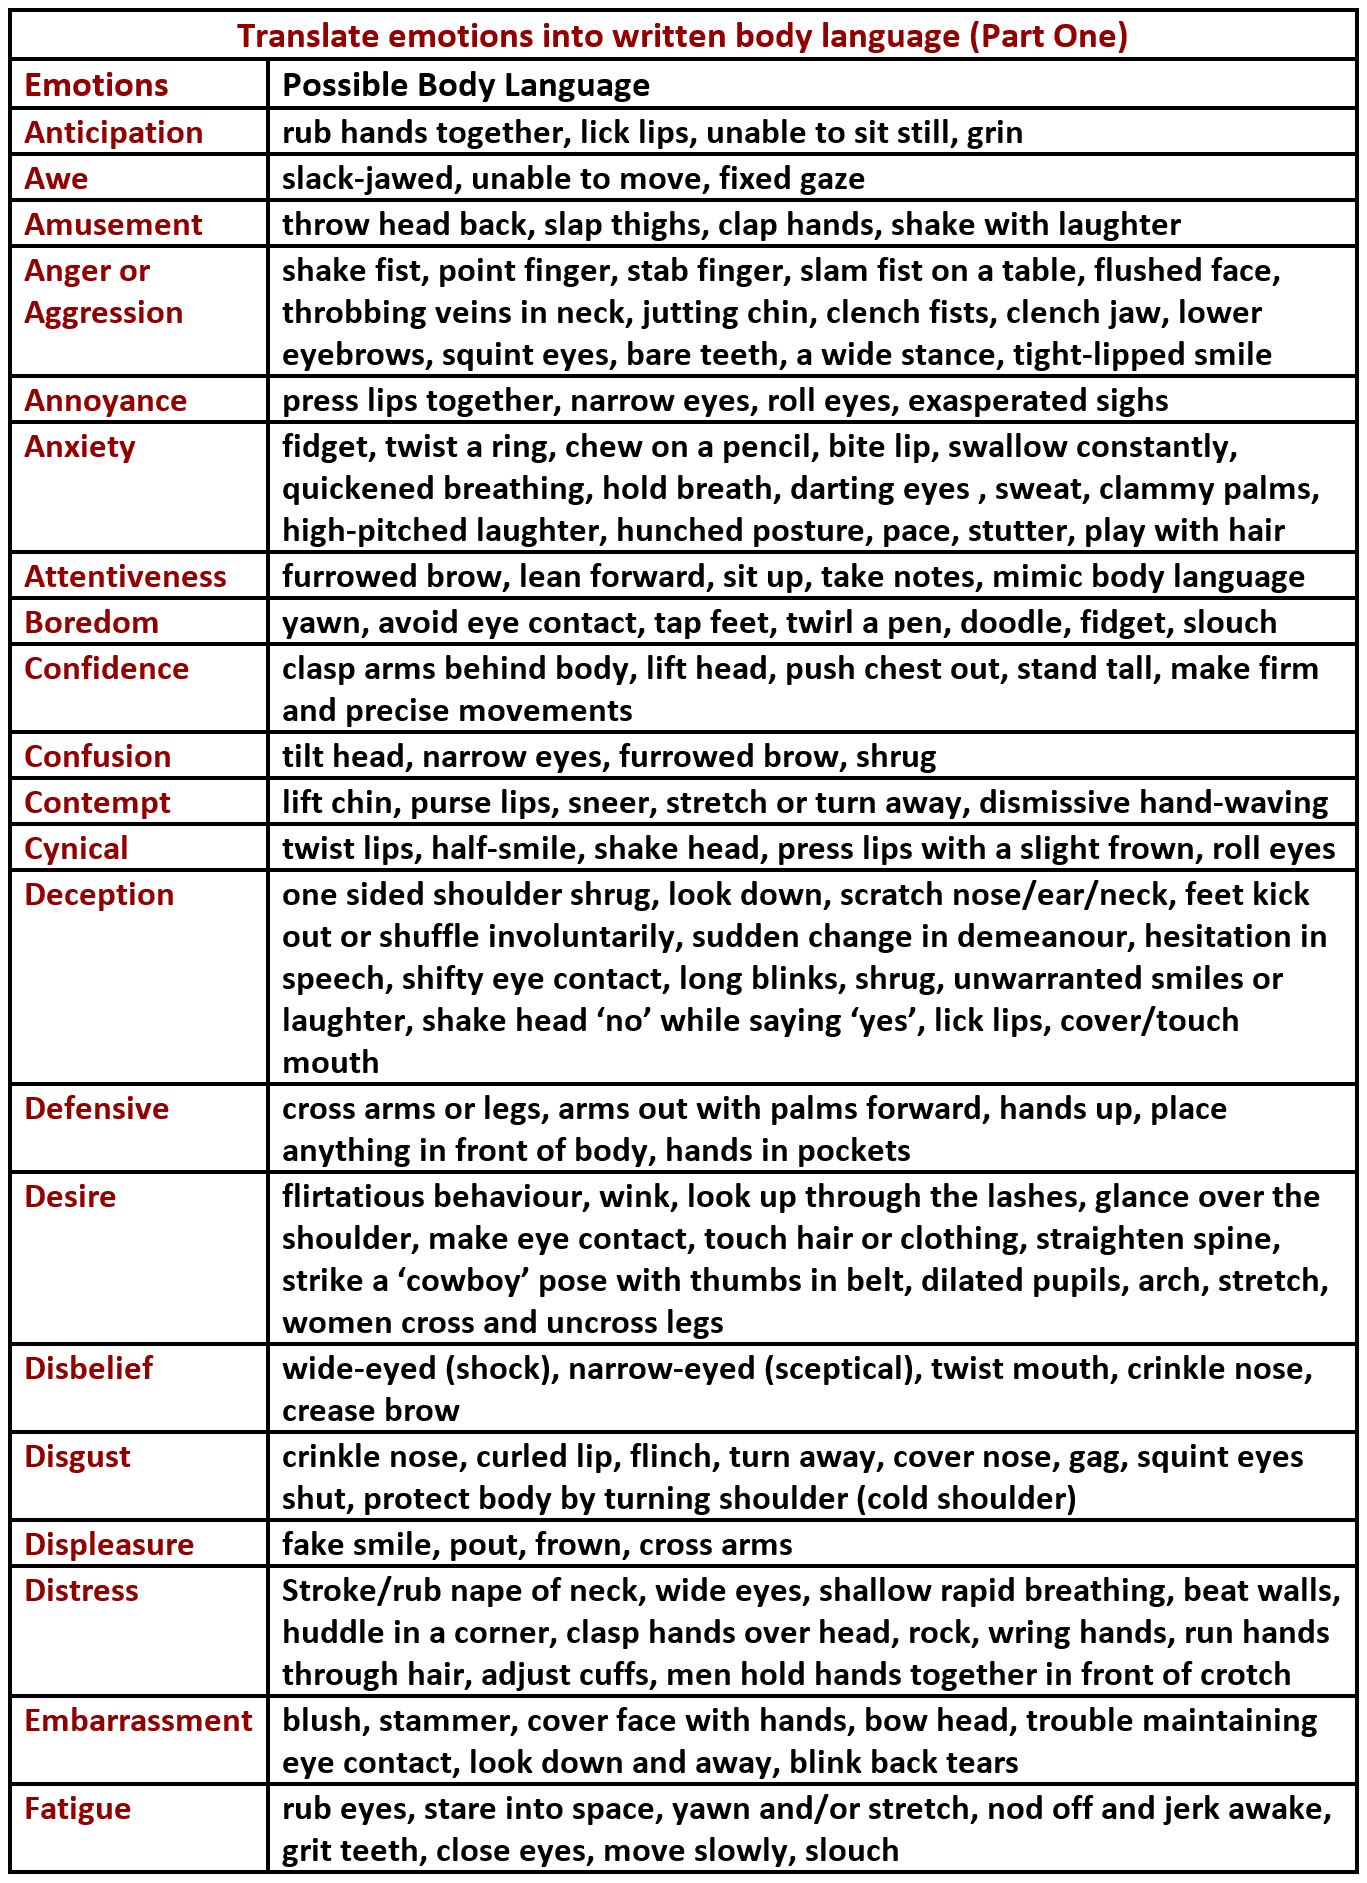 Translate emotions into written body language (Part One)
Emotions
Possible Body Language
Anticipation
rub hands together, lick lips, unable to sit still, grin
Awe
slack-jawed, unable to move, fixed gaze
Amusement
throw head back, slap thighs, clap hands, shake with laughter
Anger or
Aggression
shake fist, point finger, stab finger, slam fist on a table, flushed face,
throbbing veins in neck, jutting chin, clench fists, clench jaw, lower
eyebrows, squint eyes, bare teeth, a wide stance, tight-lipped smile
Annoyance
press lips together, narrow eyes, roll eyes, exasperated sighs
Anxiety
fidget, twist a ring, chew on a pencil, bite lip, swallow constantly,
quickened breathing, hold breath, darting eyes , sweat, clammy palms,
high-pitched laughter, hunched posture, pace, stutter, play with hair
Attentiveness
furrowed brow, lean forward, sit up, take notes, mimic body language
Boredom
yawn, avoid eye contact, tap feet, twirl a pen, doodle, fidget, slouch
Confidence
clasp arms behind body, lift head, push chest out, stand tall, make firm
and precise movements
Confusion
tilt head, narrow eyes, furrowed brow, shrug
Contempt
lift chin, purse lips, sneer, stretch or turn away, dismissive hand-waving
Cynical
twist lips, half-smile, shake head, press lips with a slight frown, roll eyes
Deception
one sided shoulder shrug, look down, scratch nose/ear/neck, feet kick
out or shuffle involuntarily, sudden change in demeanour, hesitation in
speech, shifty eye contact, long blinks, shrug, unwarranted smiles or
laughter, shake head ‘no’ while saying ‘yes’, lick lips, cover/touch
mouth
Defensive
cross arms or legs, arms out with palms forward, hands up, place
anything in front of body, hands in pockets
Desire
flirtatious behaviour, wink, look up through the lashes, glance over the
shoulder, make eye contact, touch hair or clothing, straighten spine,
strike a ‘cowboy’ pose with thumbs in belt, dilated pupils, arch, stretch,
women cross and uncross legs
Disbelief
wide-eyed (shock), narrow-eyed (sceptical), twist mouth, crinkle nose,
crease brow
Disgust
crinkle nose, curled lip, flinch, turn away, cover nose, gag, squint eyes
shut, protect body by turning shoulder (cold shoulder)
Displeasure
fake smile, pout, frown, cross arms
Distress
Stroke/rub nape of neck, wide eyes, shallow rapid breathing, beat walls,
huddle in a corner, clasp hands over head, rock, wring hands, run hands
through hair, adjust cuffs, men hold hands together in front of crotch
Embarrassment
blush, stammer, cover face with hands, bow head, trouble maintaining
eye contact, look down and away, blink back tears
Fatigue
rub eyes, stare into space, yawn and/or stretch, nod off and jerk awake,
grit teeth, close eyes, move slowly, slouch